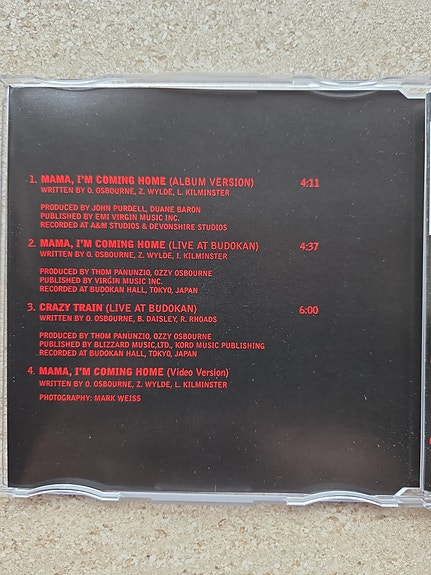 1. MAMA, I'M COMING HOME (ALBUM VERSION) 4:11
WRITTEN BY O. OSBOURNE, Z. WYLDE, L. KILMINSTER
PRODUCED BY JOHN PURDELL, DUANE BARON
PUBLISHED BY EMI VIRGIN MUSIC INC.
RECORDED AT A&M STUDIOS & DEVONSHIRE STUDIOS
2. MAMA, I'M COMING HOME (LIVE AT BUDOKAN) 4:37
WRITTEN BY O. OSBOURNE, Z. WYLDE, I. KILMINSTER
PRODUCED BY THOM PANUNZIO, OZZY OSBOURNE
PUBLISHED BY VIRGIN MUSIC INC.
RECORDED AT BUDOKAN HALL, TOKYO, JAPAN
3. CRAZY TRAIN (LIVE AT BUDOKAN) 6:00
WRITTEN BY O. OSBOURNE, B. DAISLEY, R. RHOADS
PRODUCED BY THOM PANUNZIO, OZZY OSBOURNE
PUBLISHED BY BLIZZARD MUSIC,LTD., KORD MUSIC PUBLISHING
RECORDED AT BUDOKAN HALL, TOKYO, JAPAN
4. MAMA, I'M COMING HOME (Video Version)
WRITTEN BY O. OSBOURNE, Z. WYLDE, L. KILMINSTER
PHOTOGRAPHY: MARK WEISS